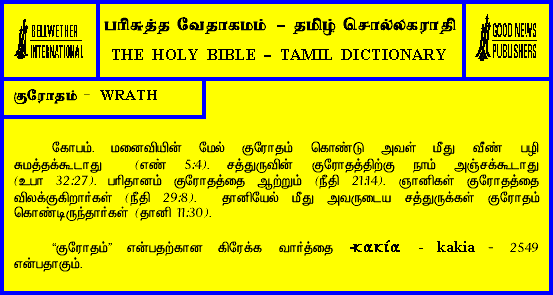 BELLWETHER
INTERNATIONAL
பரிசுத்த வேதாகமம் – தமிழ் சொல்லகராதி
THE HOLY BIBLE – TAMIL DICTIONARY
GOOD NEWS
PUBLISHERS
குரோதம் – WRATH
கோபம். மனைவியின் மேல் குரோதம் கொண்டு அவள் மீது வீண் பழி
சுமத்தக்கூடாது (எண் 5:4). சத்துருவின் குரோதத்திற்கு நாம் அஞ்சக்கூடாது
(உபா 32:27). பரிதானம் குரோதத்தை ஆற்றும் (நீதி 21:14). ஞானிகள் குரோதத்தை
விலக்குகிறார்கள் (நீதி 29:8). தானியேல் மீது அவருடைய சத்துருக்கள் குரோதம்
கொண்டிருந்தார்கள் (தானி 11:30).
“குரோதம்” என்பதற்கான கிரேக்க வார்த்தை -κακία - kakia – 2549
என்பதாகும்.